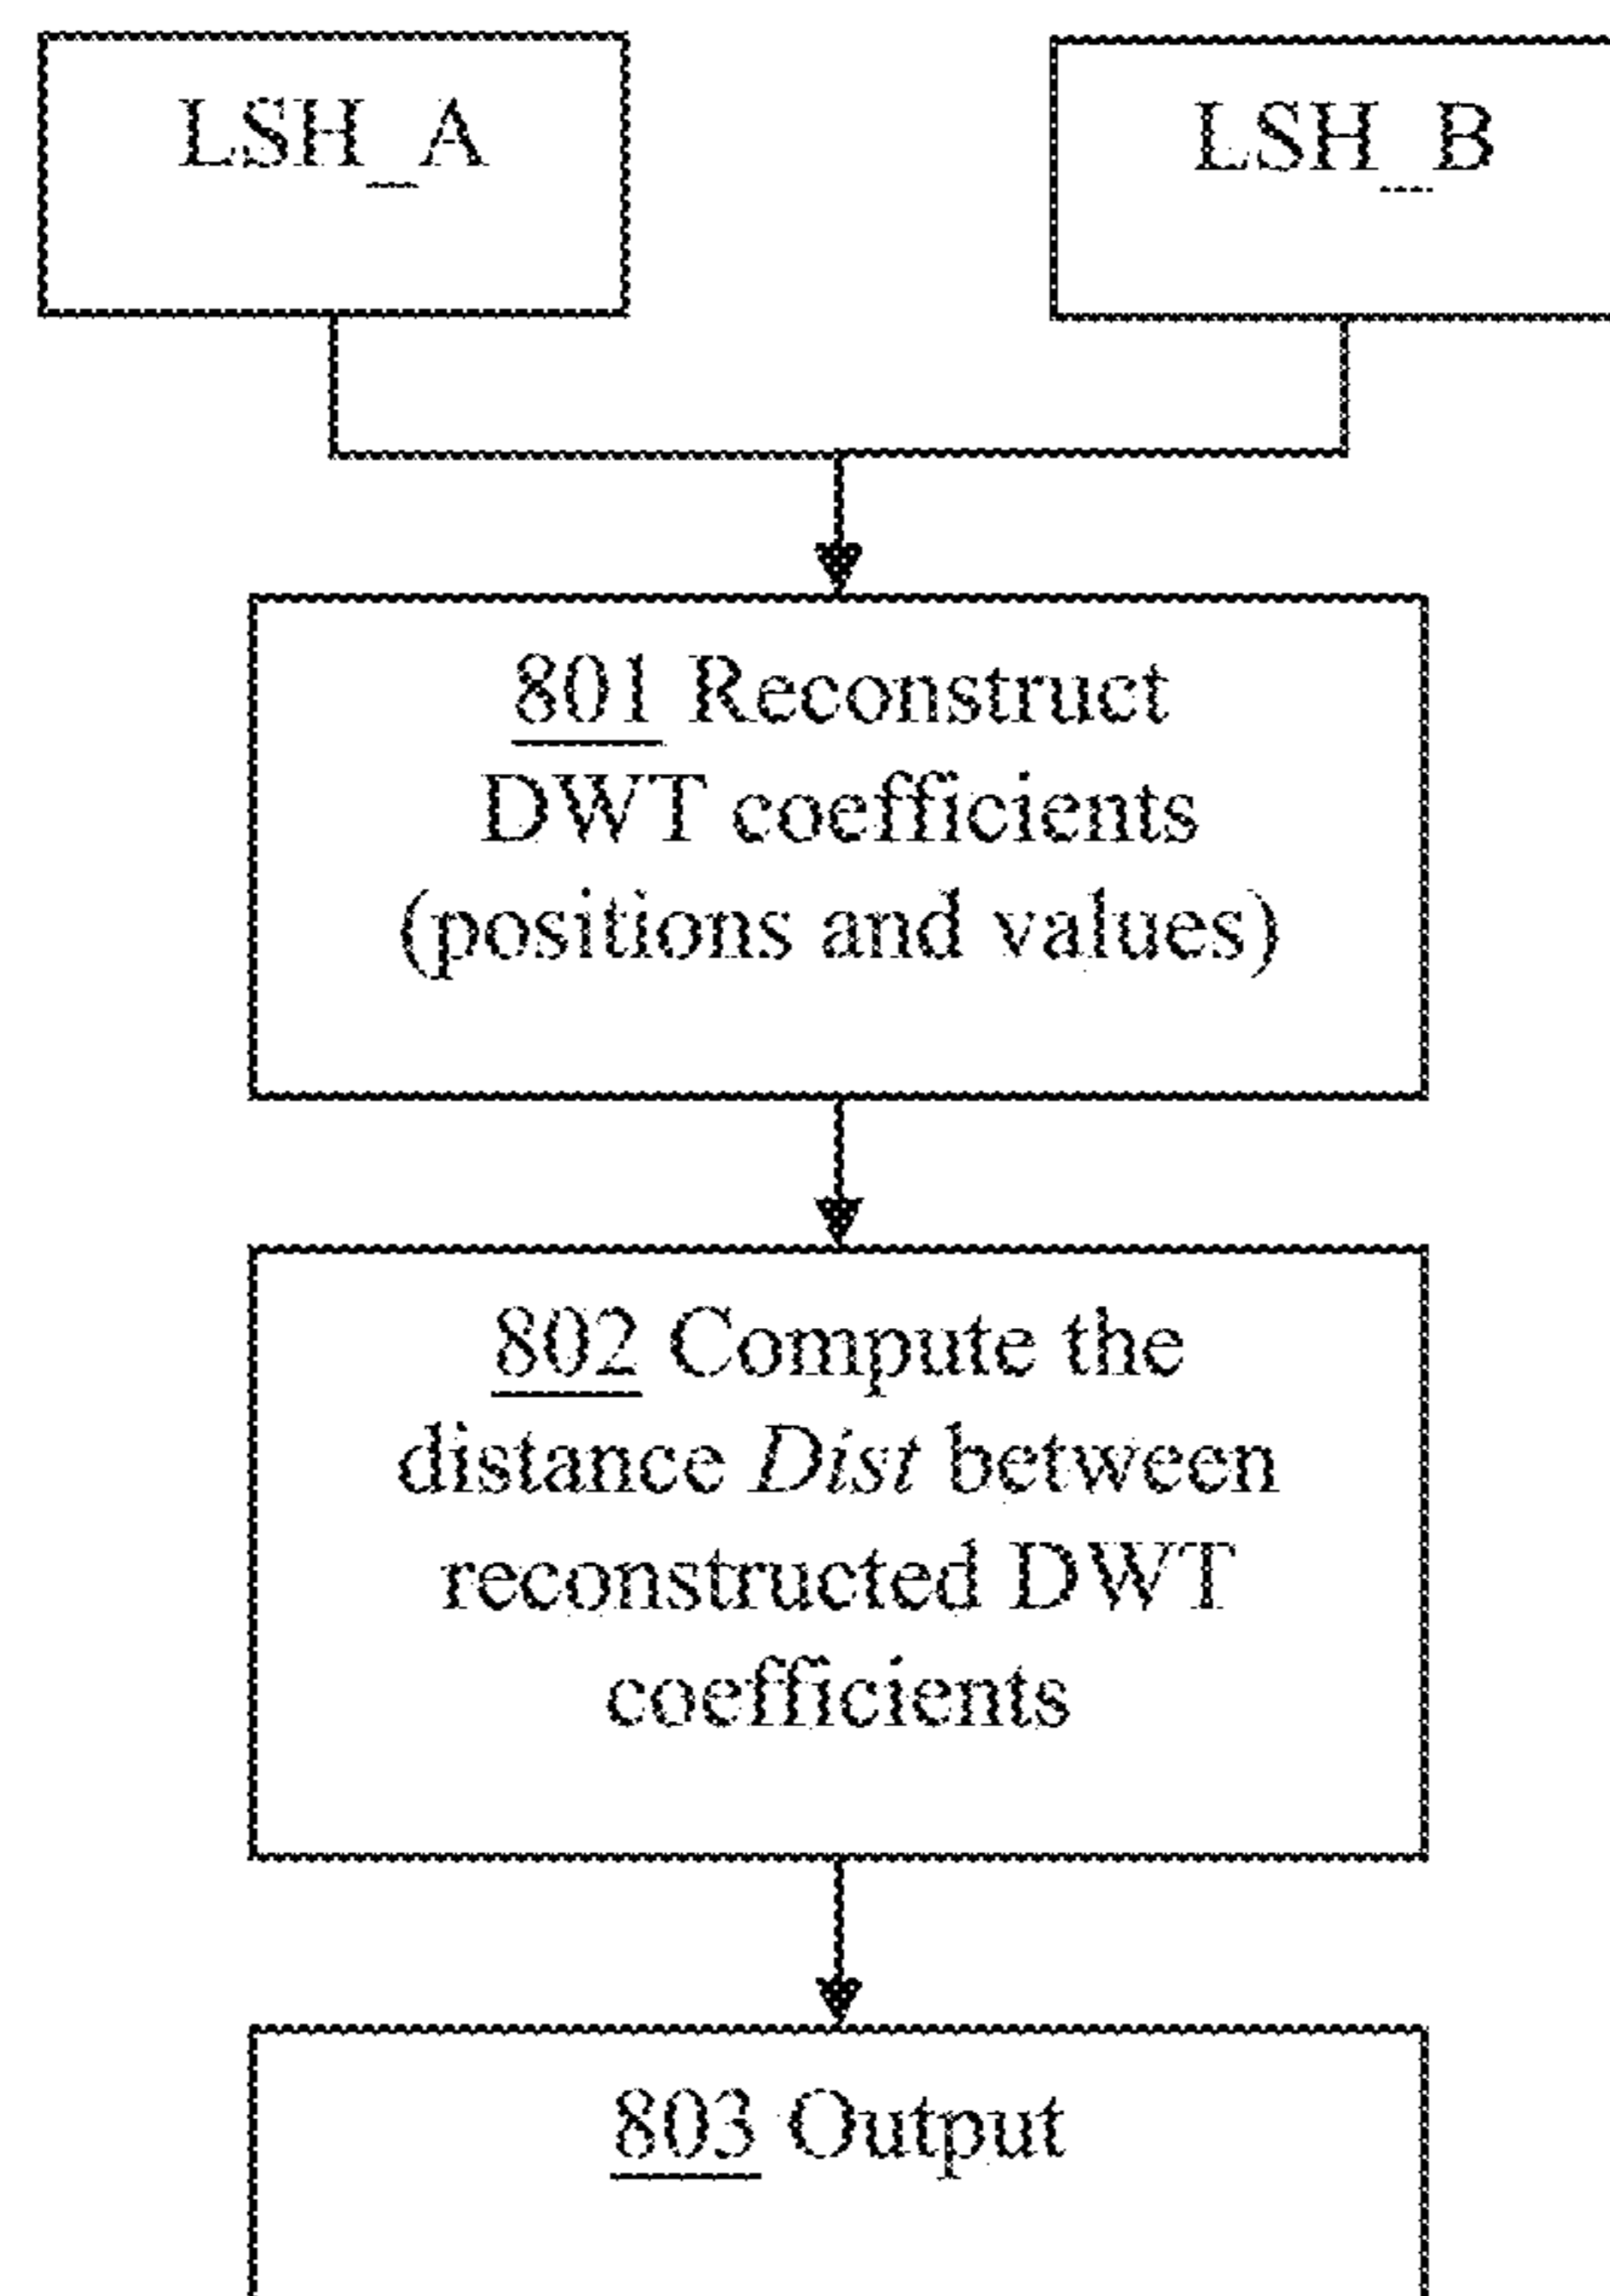 LSH_A
LSH_B
801 Reconstruct
DWT coefficients
(positions and values)
802 Compute the
distance Dist between
reconstructed DWT
coefficients
803 Output